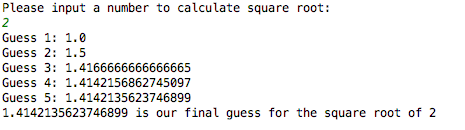 Please input a number to calculate square root:
2
Guess 1: 1.0
Guess 2: 1.5
Guess 3: 1.4166666666666665
Guess 4: 1.4142156862745097
Guess 5: 1.4142135623746899
1.4142135623746899 is our final guess for the square root of 2